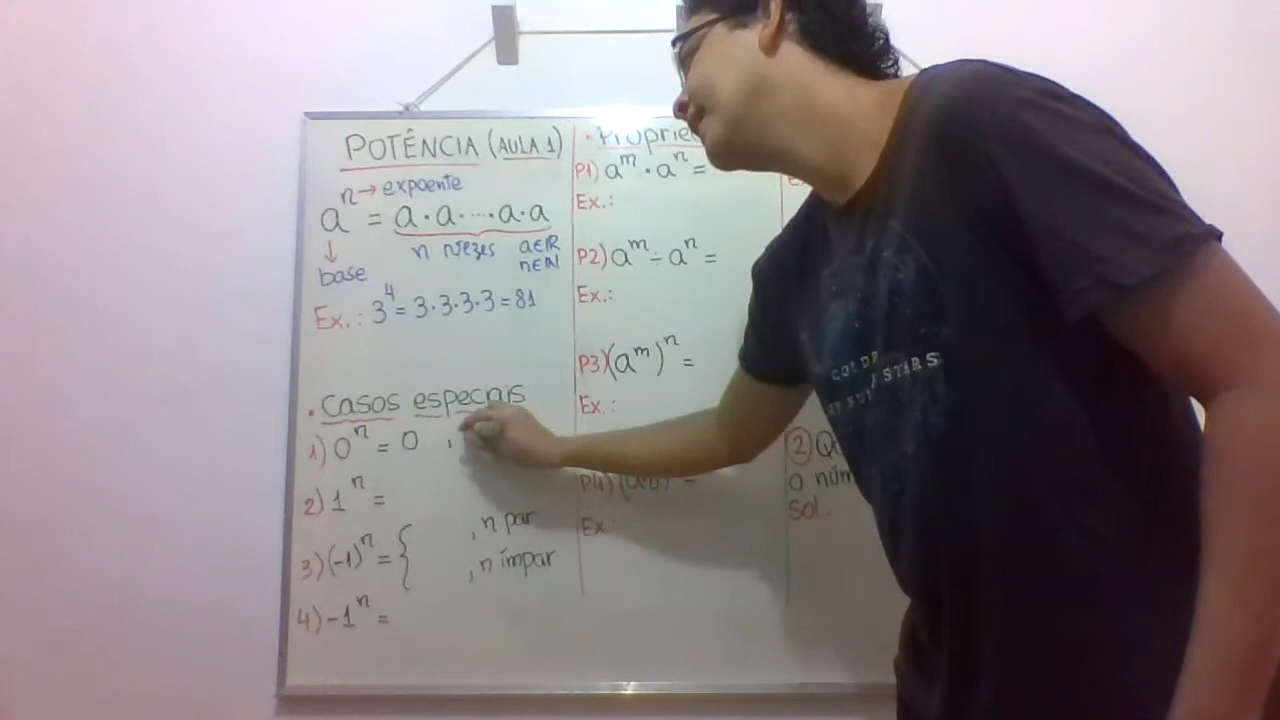 POTÊNCIA (AULA 1)
n → expoente
aⁿ = a·a·....a·a
n vezes a∈ℝ
n∈ℕ
base
Ex.: 3⁴ = 3·3·3·3 = 81
• Casos especiais
1) 0ⁿ = 0 ,
2) 1ⁿ =
3) (-1)ⁿ = { , n par
, n ímpar
4) -1ⁿ =
P1) aᵐ · aⁿ =
Ex.:
P2) aᵐ ÷ aⁿ =
Ex.:
P3) (aᵐ)ⁿ =
Ex.:
P4) =
Ex.
2
O
Sol.
STARS